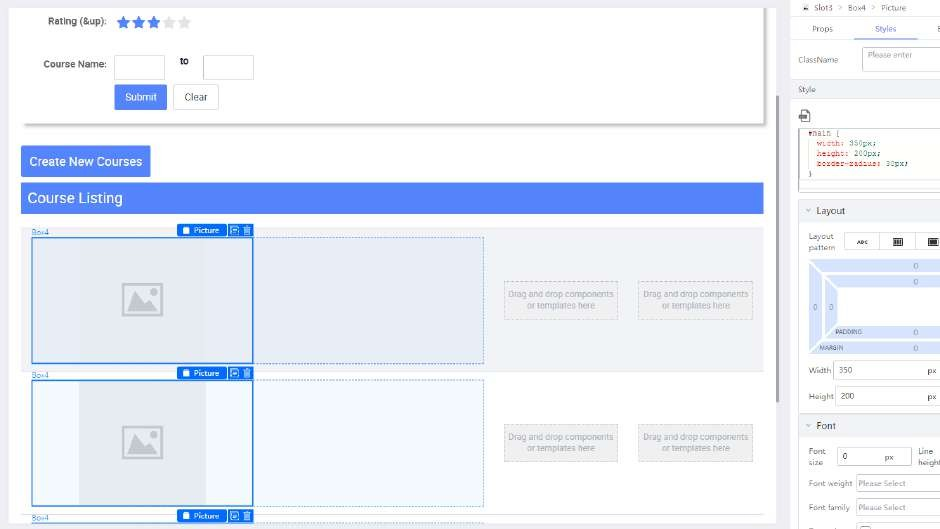 Rating (&up):
Course Name:
to
Submit
Clear
Create New Courses
Course Listing
Box4
Picture
Drag and drop components
or templates here
Drag and drop components
or templates here
Box4
Picture
Drag and drop components
or templates here
Drag and drop components
or templates here
Box4
Picture
Slot3 > Box4 > Picture
Props
Styles
ClassName
Please enter
Style
#main {
width: 350px;
height: 200px;
border-radius: 30px;
}
Layout
Layout
pattern
ABC
0
0
0
0
PADDING
0
MARGIN
0
Width
350
px
Height
200
px
Font
Font
size
0
px
Line
height
Font weight
Please Select
Font family
Please Select